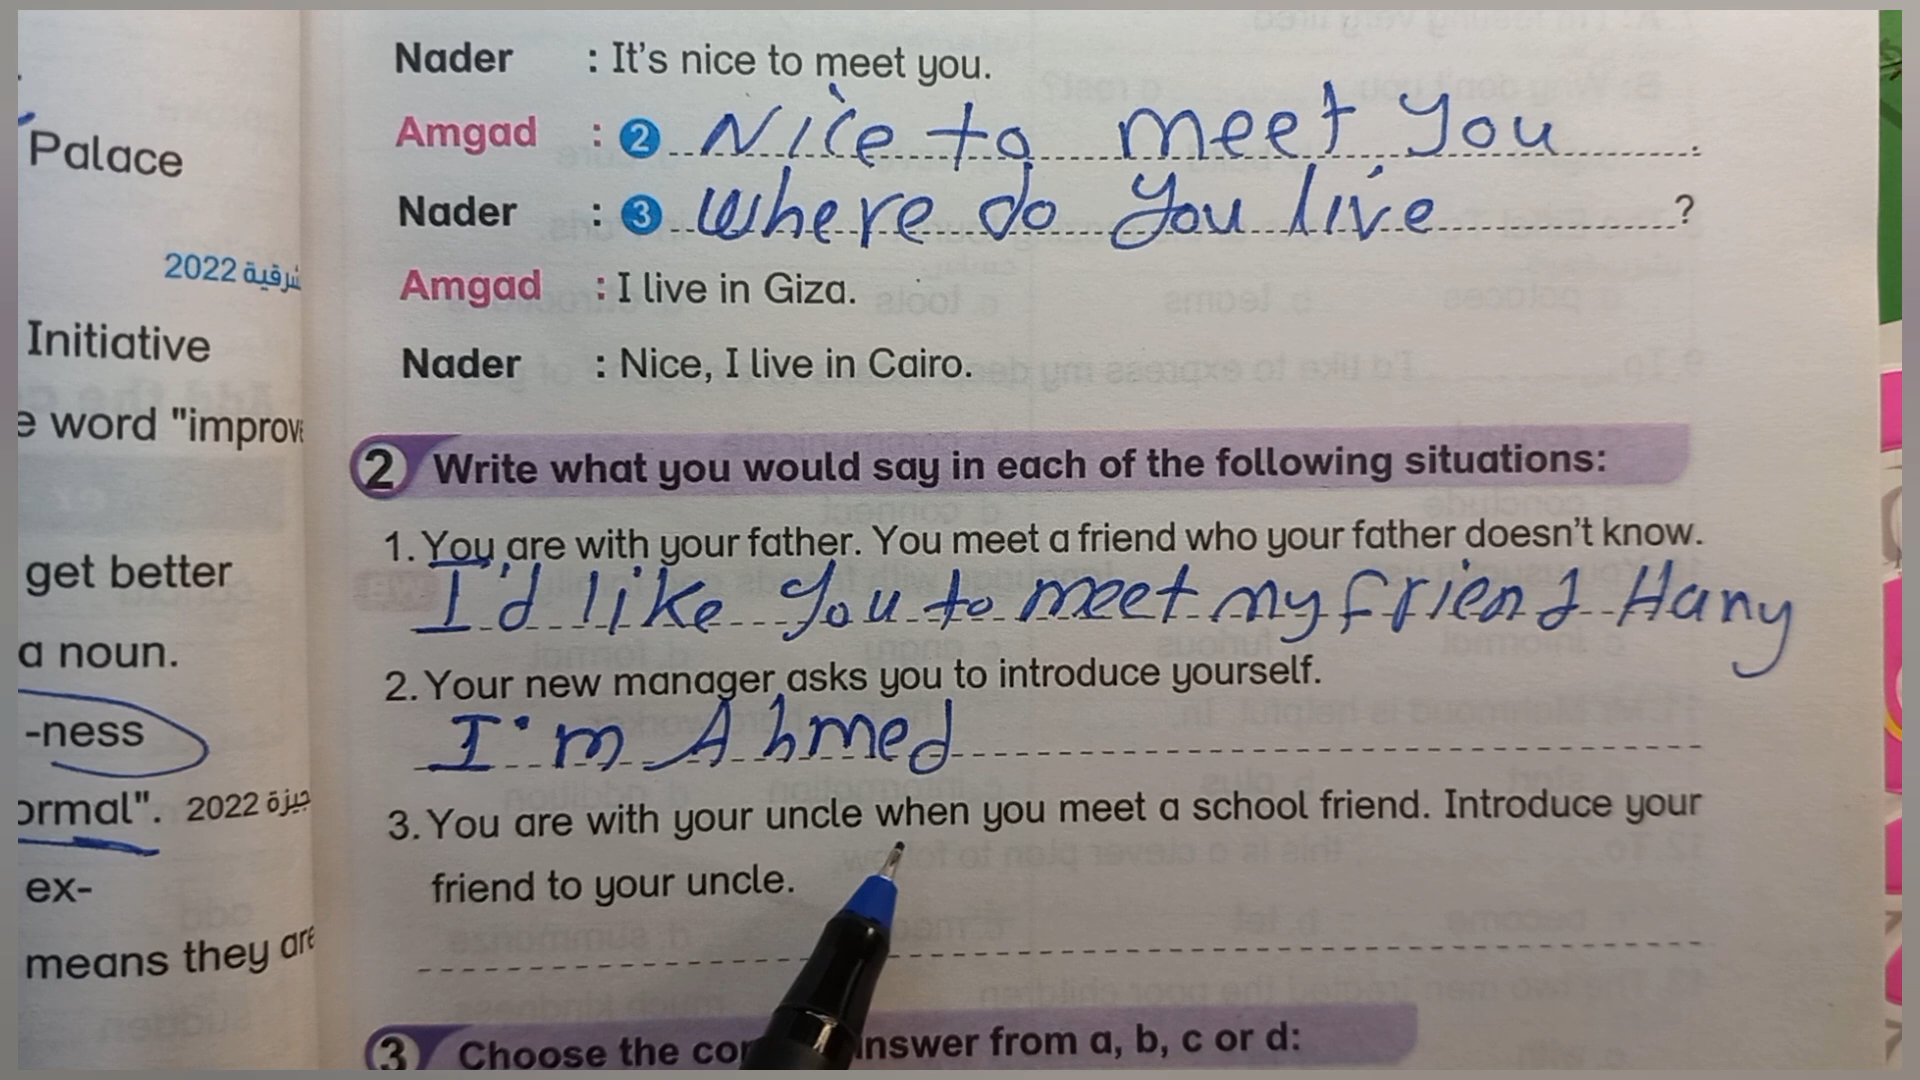 Nader : It's nice to meet you.
Amgad : 2 Nice to meet you .
Nader : 3 where do you live ?
Amgad : I live in Giza.
Nader : Nice, I live in Cairo.
2 Write what you would say in each of the following situations:
1. You are with your father. You meet a friend who your father doesn't know.
I'd like you to meet my friend Hany
2. Your new manager asks you to introduce yourself.
I'm Ahmed
3. You are with your uncle when you meet a school friend. Introduce your
friend to your uncle.
3 Choose the answer from a, b, c or d:
Palace
2022
Initiative
word "improve
get better
a noun.
-ness
2022 جيزة
ex-
means they are